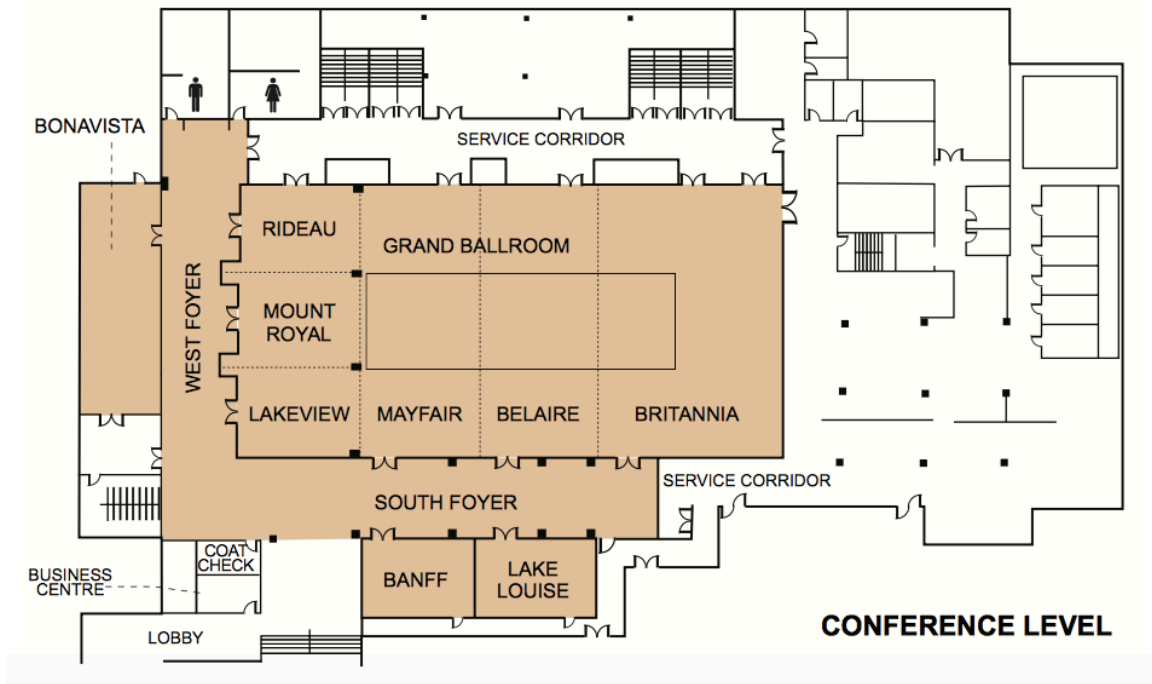 BONAVISTA
SERVICE CORRIDOR
RIDEAU
GRAND BALLROOM
WEST FOYER
MOUNT
ROYAL
LAKEVIEW
MAYFAIR
BELAIRE
BRITANNIA
SERVICE CORRIDOR
SOUTH FOYER
COAT
CHECK
BANFF
LAKE
LOUISE
BUSINESS
CENTRE
LOBBY
CONFERENCE LEVEL